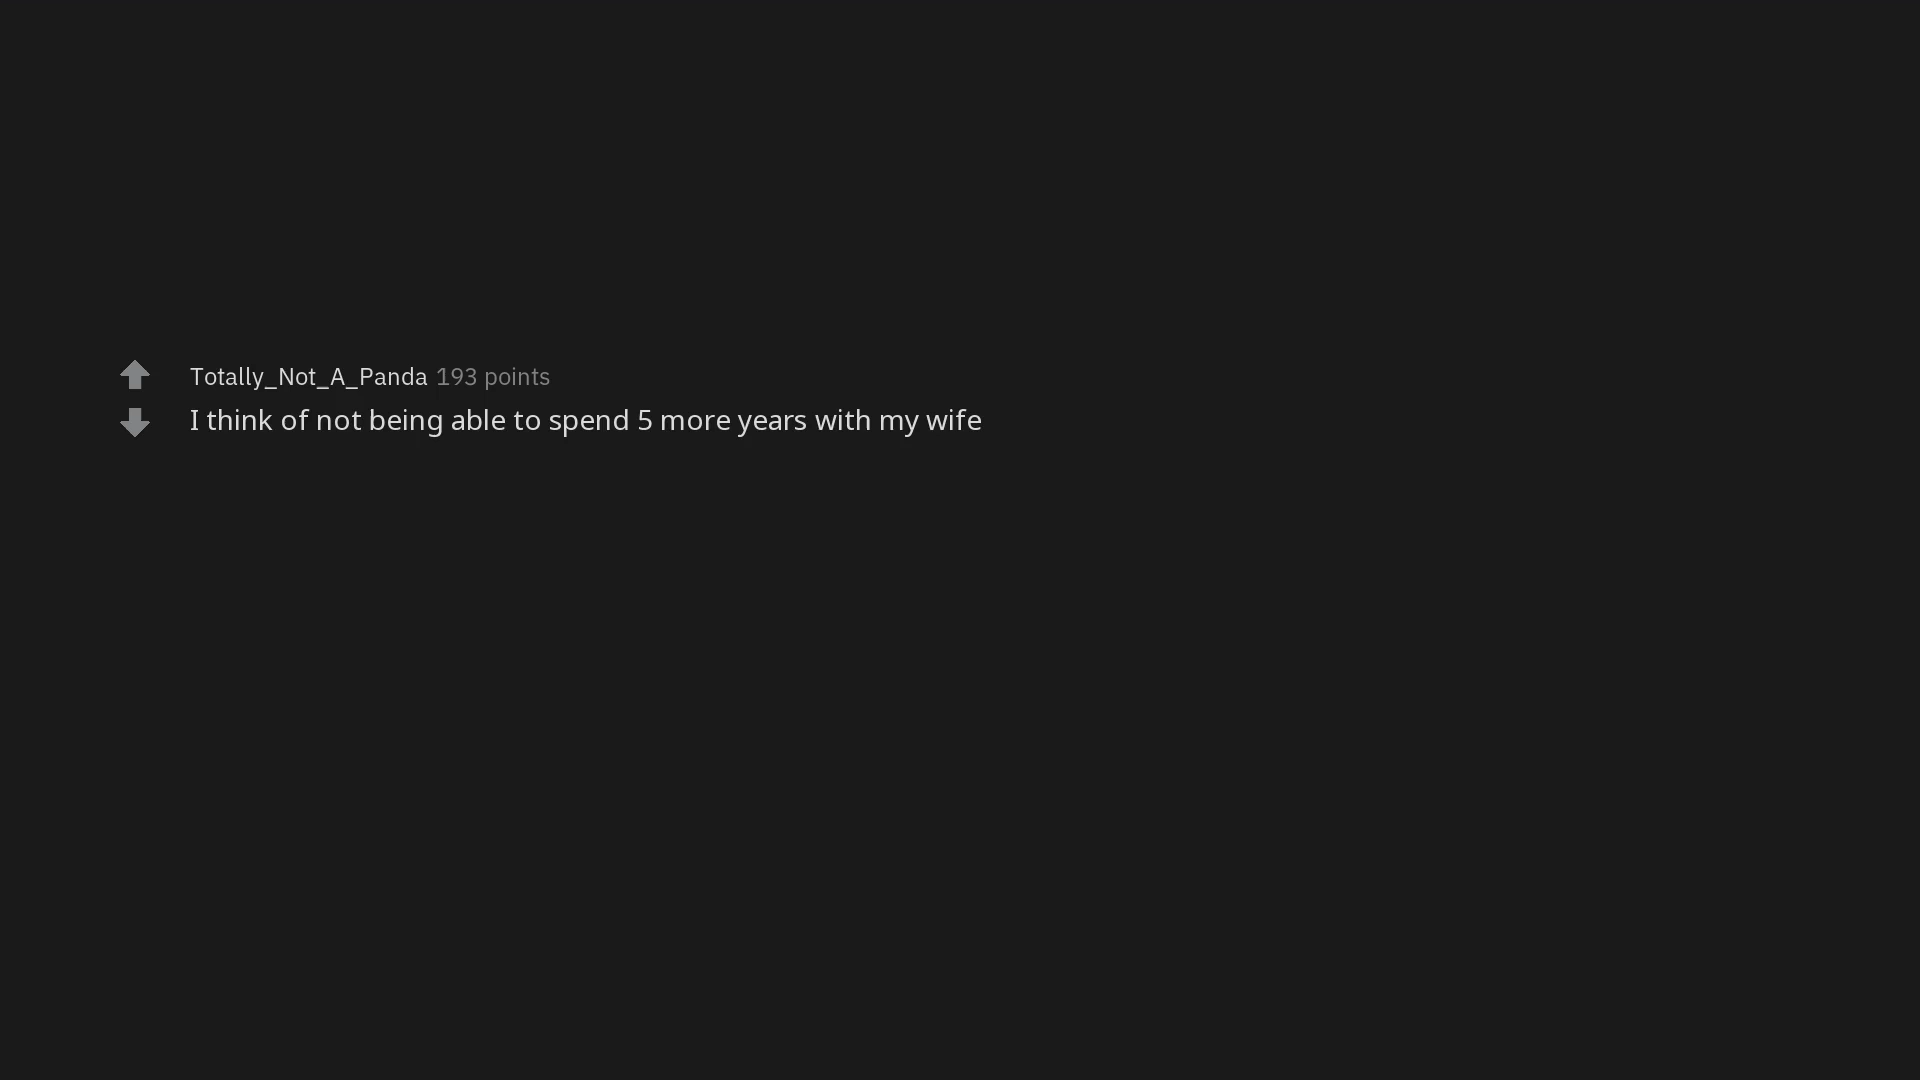 Totally_Not_A_Panda 193 points
I think of not being able to spend 5 more years with my wife